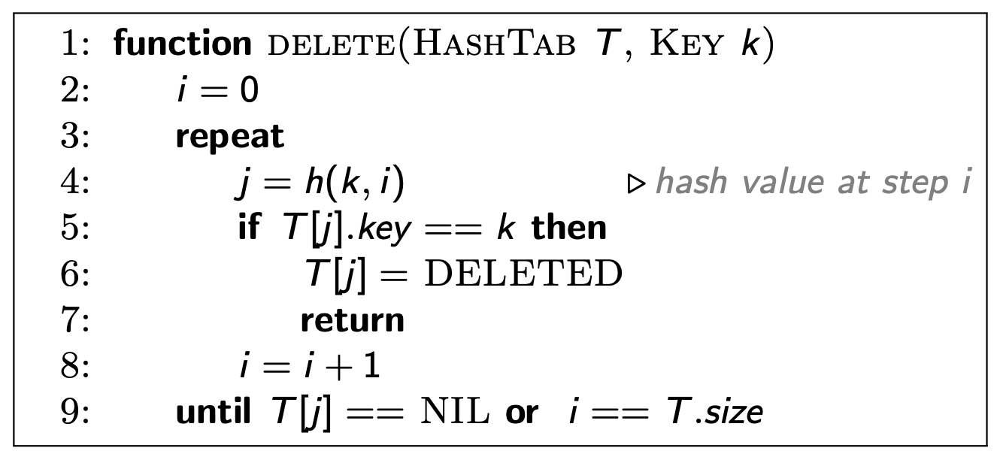 1: function DELETE(HASHTAB T, KEY k)
2: i = 0
3: repeat
4: j = h(k, i) ▷ hash value at step i
5: if T[j].key == k then
6: T[j] = DELETED
7: return
8: i = i + 1
9: until T[j] == NIL or i == T.size